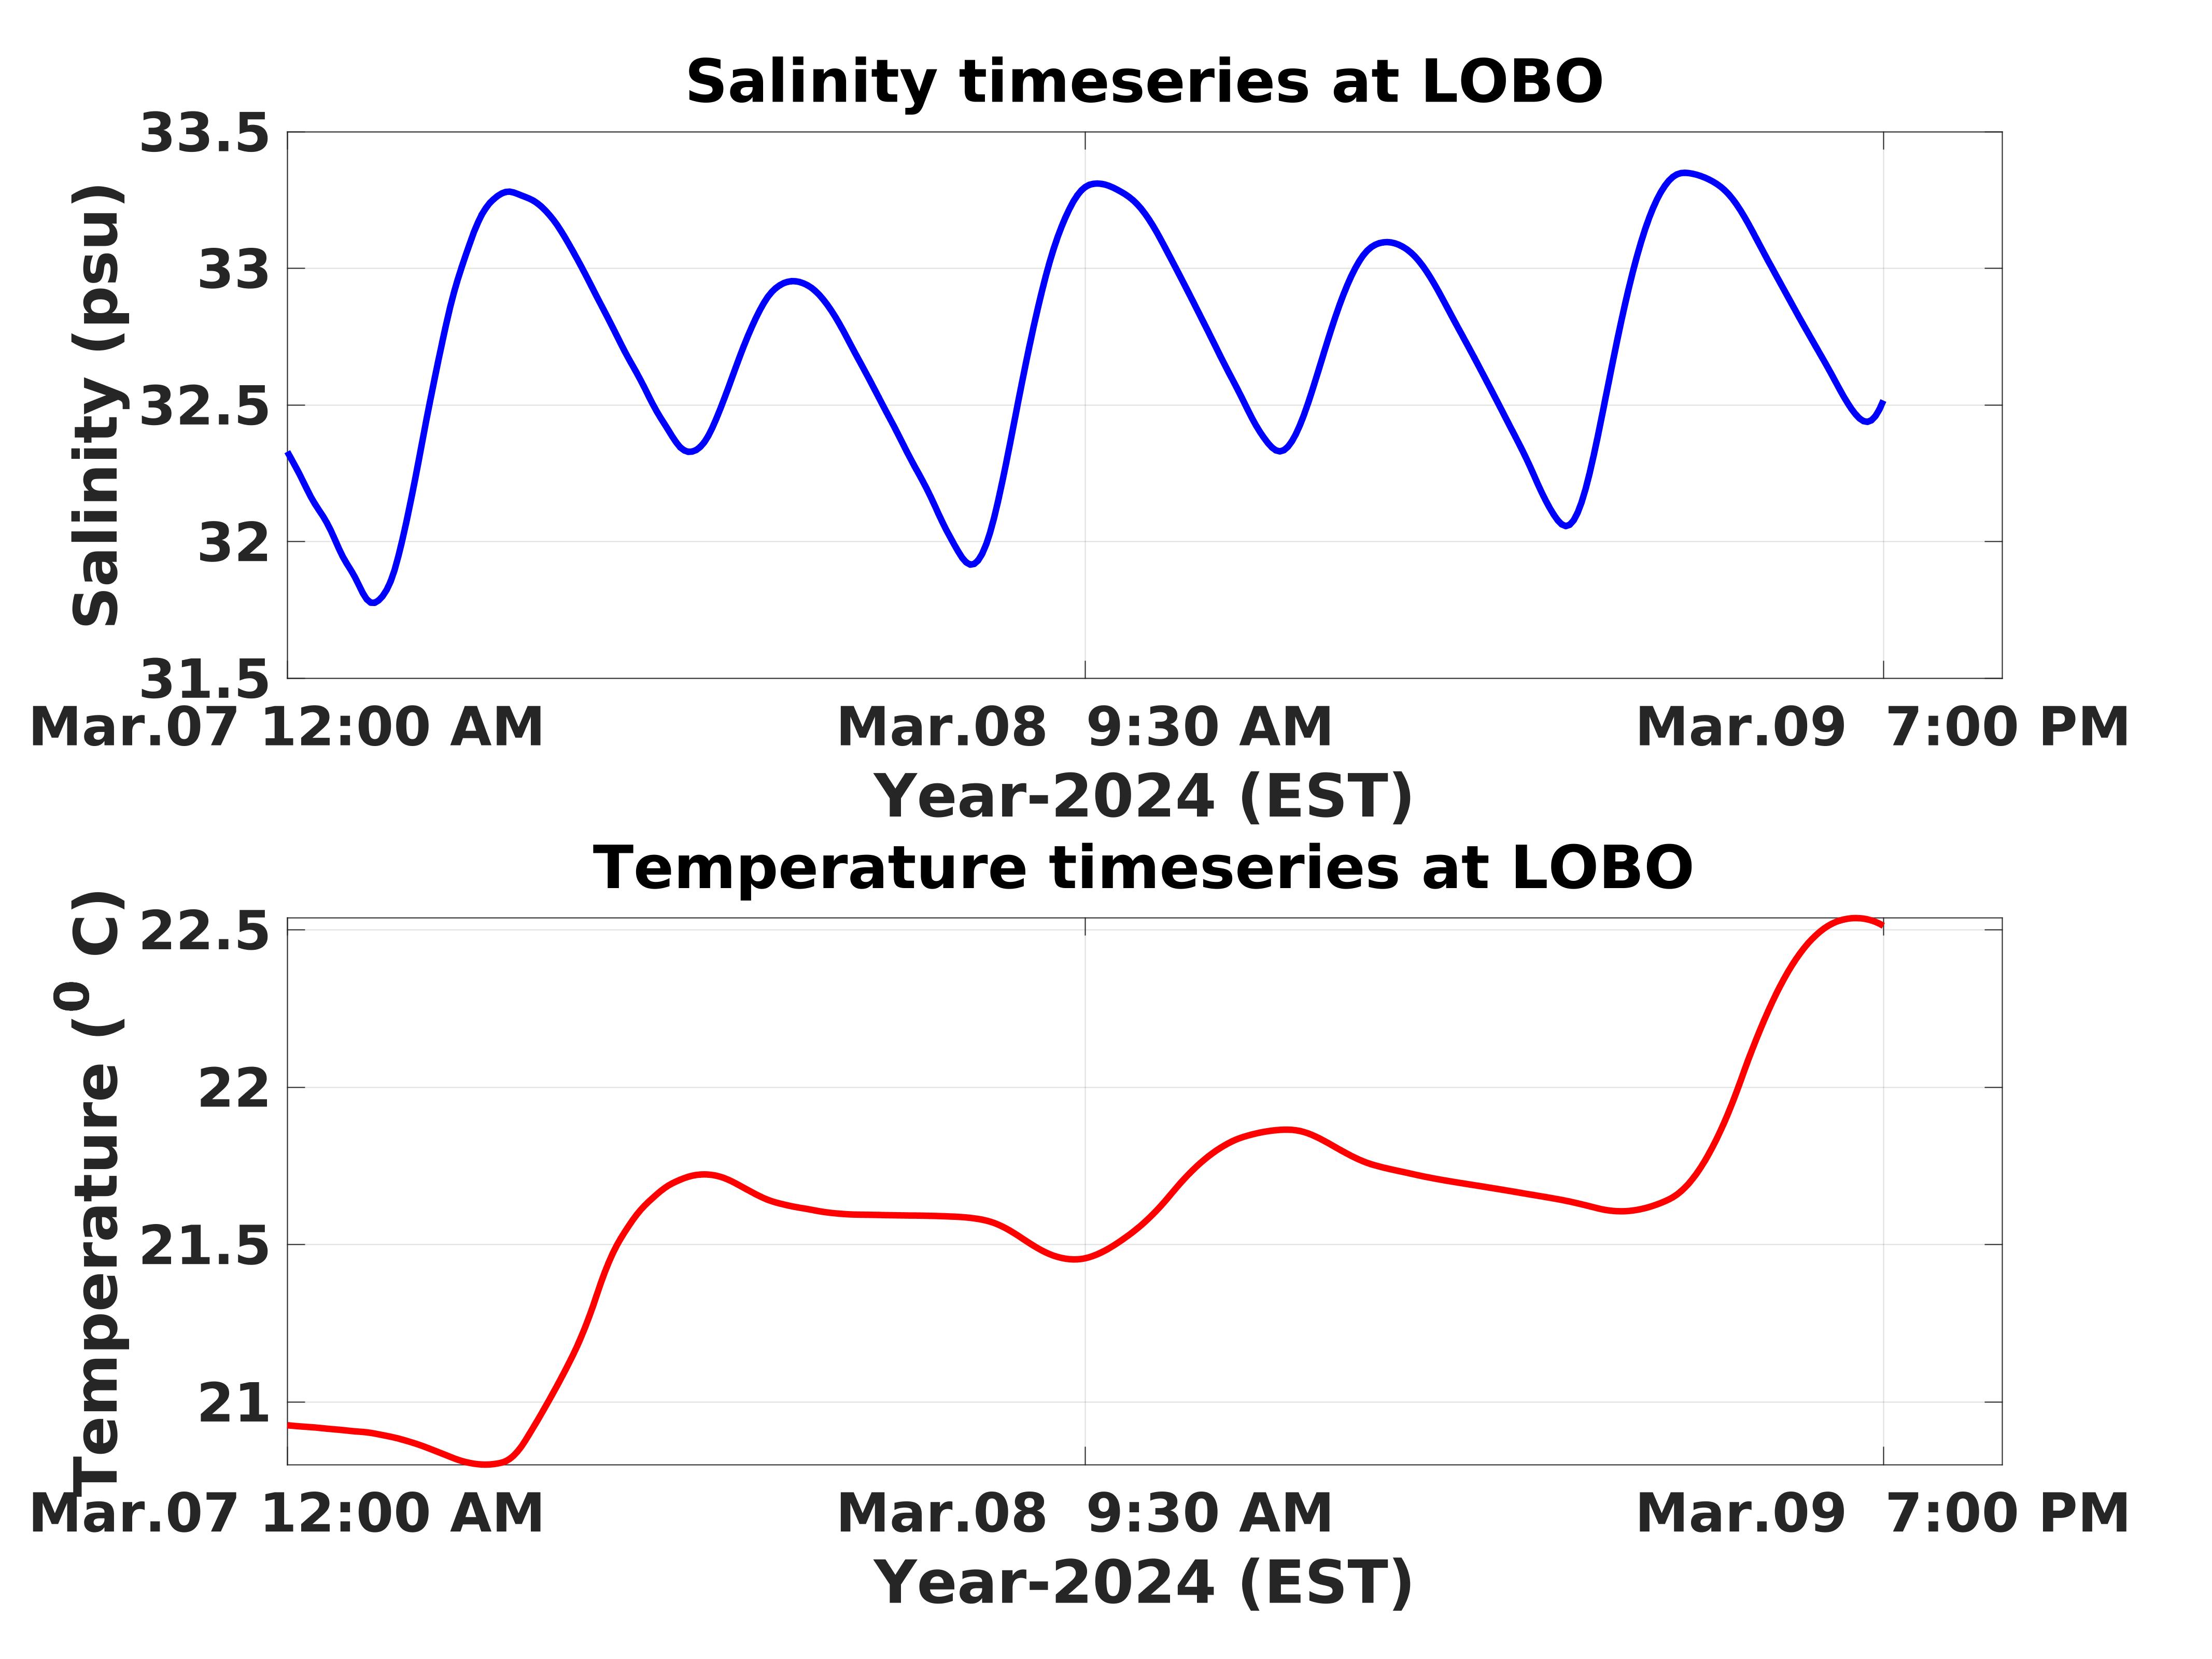 Salinity timeseries at LOBO
Salinity (psu)
33.5
33
32.5
32
31.5
Mar.07 12:00 AM Mar.08  9:30 AM Mar.09  7:00 PM
Year-2024 (EST)
Temperature timeseries at LOBO
Temperature (⁰ C)
22.5
22
21.5
21
Mar.07 12:00 AM Mar.08  9:30 AM Mar.09  7:00 PM
Year-2024 (EST)